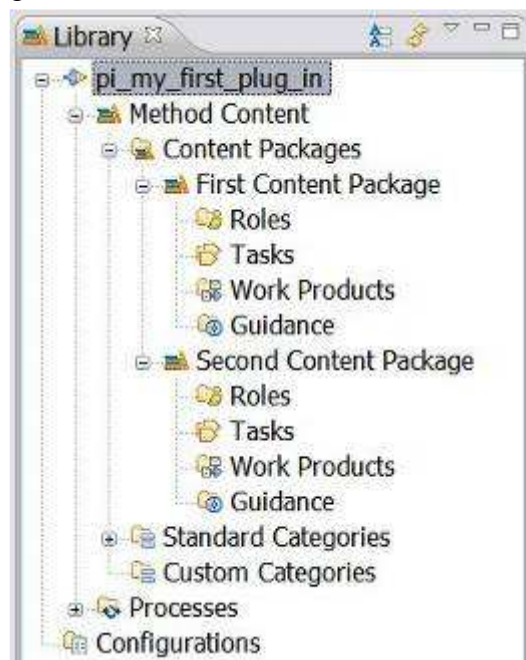 Library
pi_my_first_plug_in
Method Content
Content Packages
First Content Package
Roles
Tasks
Work Products
Guidance
Second Content Package
Roles
Tasks
Work Products
Guidance
Standard Categories
Custom Categories
Processes
Configurations